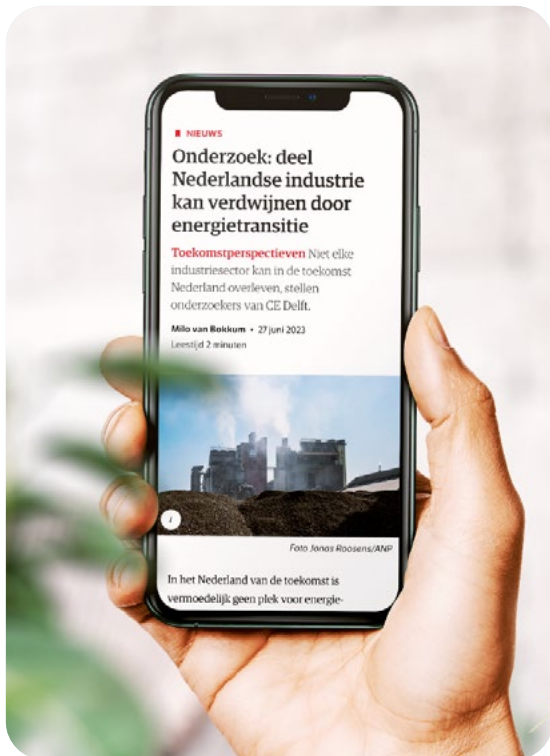 NIEUWS
Onderzoek: deel
Nederlandse industrie
kan verdwijnen door
energietransitie
Toekomstperspectieven Niet elke
industriesector kan in de toekomst
Nederland overleven, stellen
onderzoekers van CE Delft.
Milo van Bokkum • 27 juni 2023
Leestijd 2 minuten
i
Foto Jonas Roosens/ANP
In het Nederland van de toekomst is
vermoedelijk geen plek voor energie-